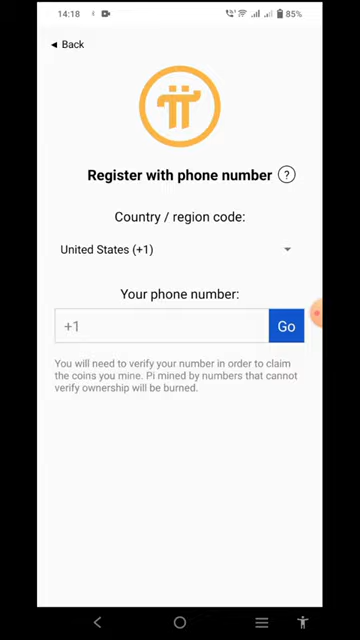 14:18
85%
◄ Back
Register with phone number ?
Country / region code:
United States (+1)
Your phone number:
+1
Go
You will need to verify your number in order to claim
the coins you mine. Pi mined by numbers that cannot
verify ownership will be burned.